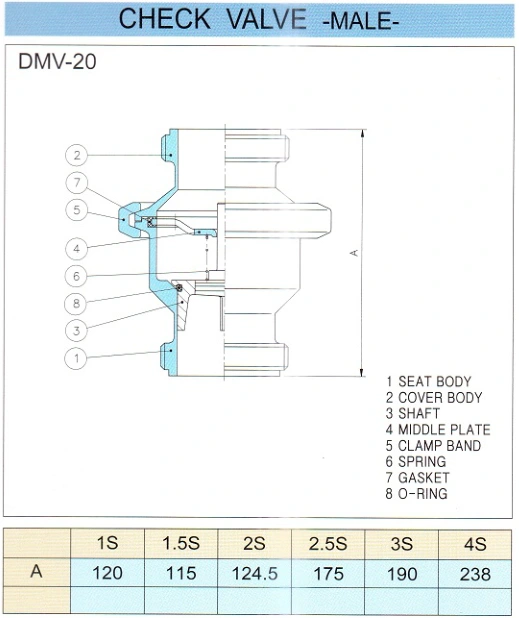 CHECK VALVE -MALE-
DMV-20
2
7
5
4
6
8
3
1
A
1 SEAT BODY
2 COVER BODY
3 SHAFT
4 MIDDLE PLATE
5 CLAMP BAND
6 SPRING
7 GASKET
8 O-RING
1S 1.5S 2S 2.5S 3S 4S
A 120 115 124.5 175 190 238